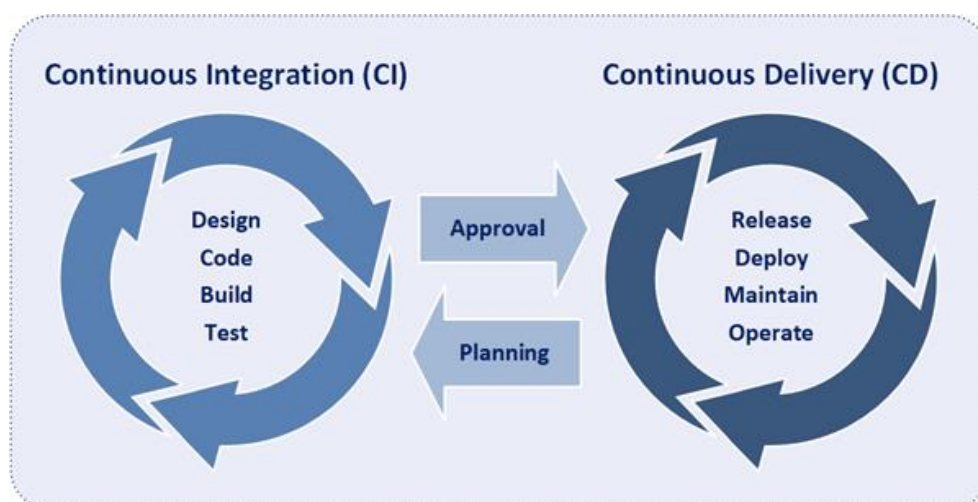 Continuous Integration (CI)
Design
Code
Build
Test
Approval
Planning
Continuous Delivery (CD)
Release
Deploy
Maintain
Operate